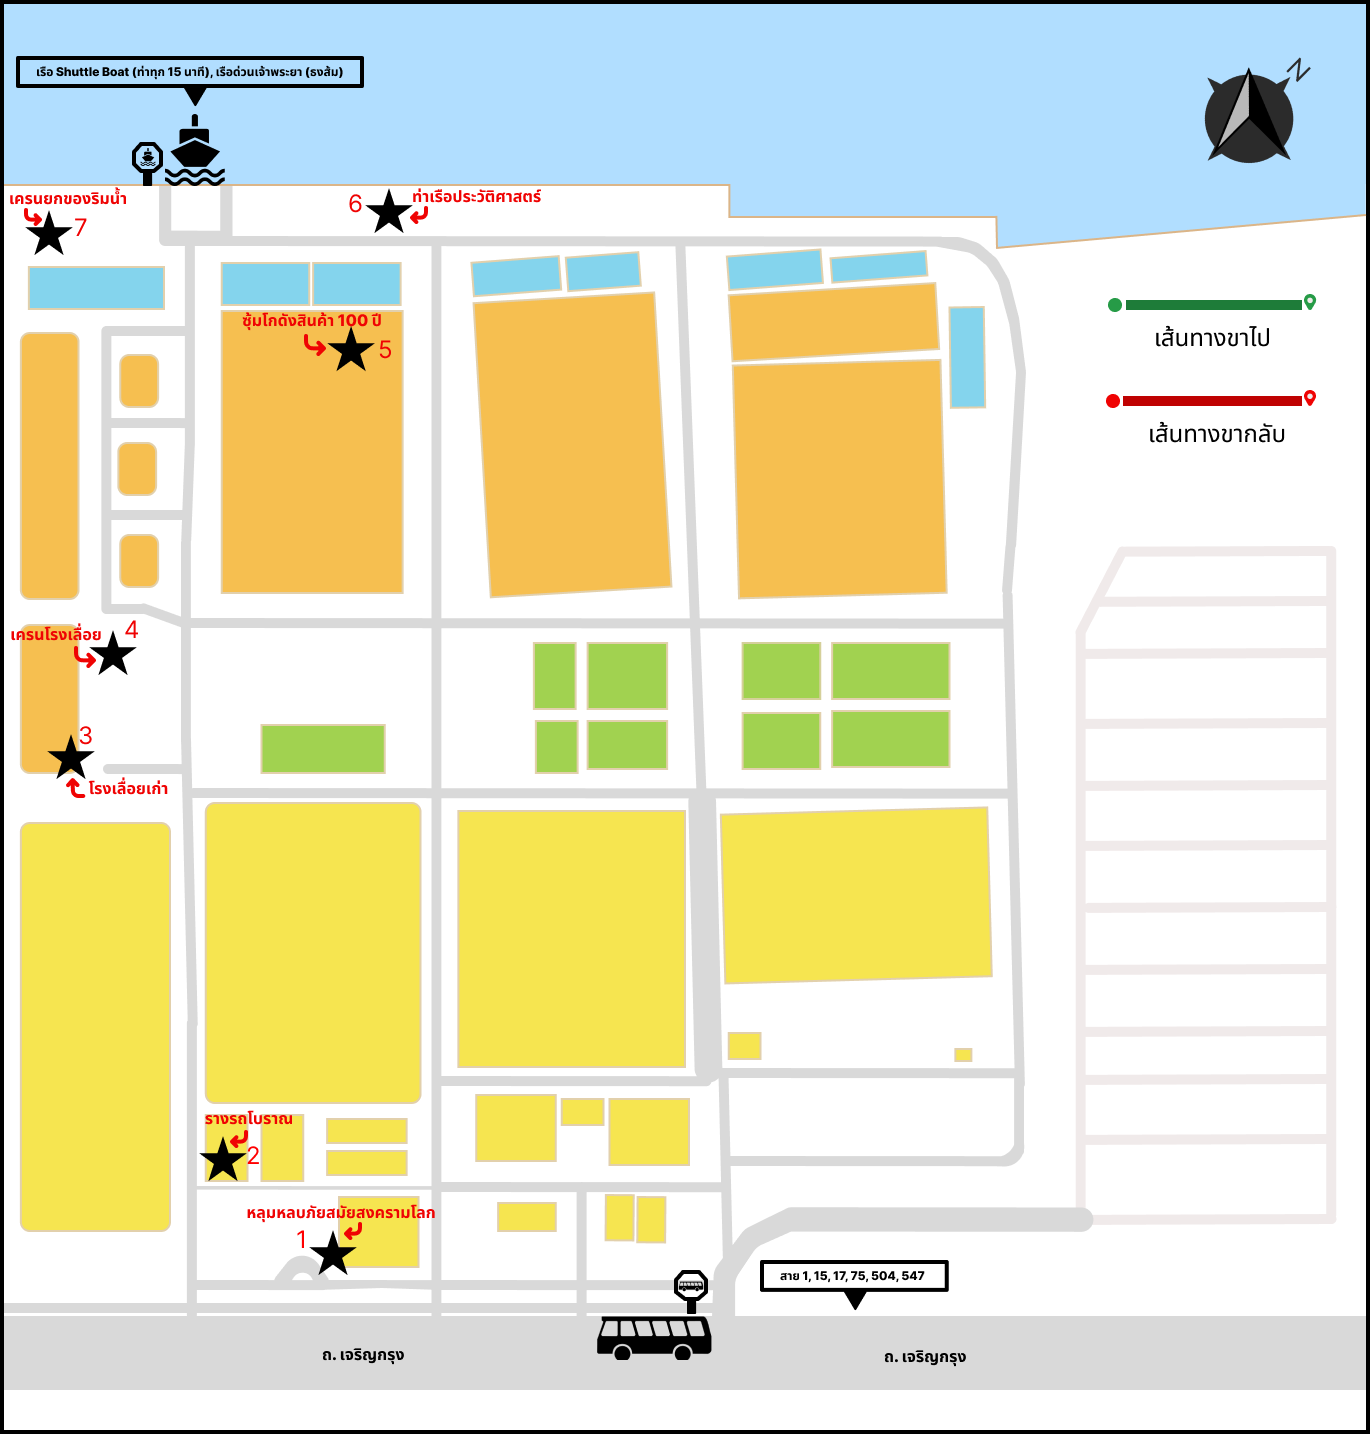 เรือ Shuttle Boat (ท่าทุก 15 นาที), เรือด่วนเจ้าพระยา (ธงส้ม)
N
เครนยกของริมน้ำ
7
6
ท่าเรือประวัติศาสตร์
ซุ้มโกดังสินค้า 100 ปี
5
เส้นทางขาไป
เส้นทางขากลับ
เครนโรงเลื่อย
4
3
โรงเลื่อยเก่า
รางรถโบราณ
2
หลุมหลบภัยสมัยสงครามโลก
1
สาย 1, 15, 17, 75, 504, 547
ถ. เจริญกรุง
ถ. เจริญกรุง